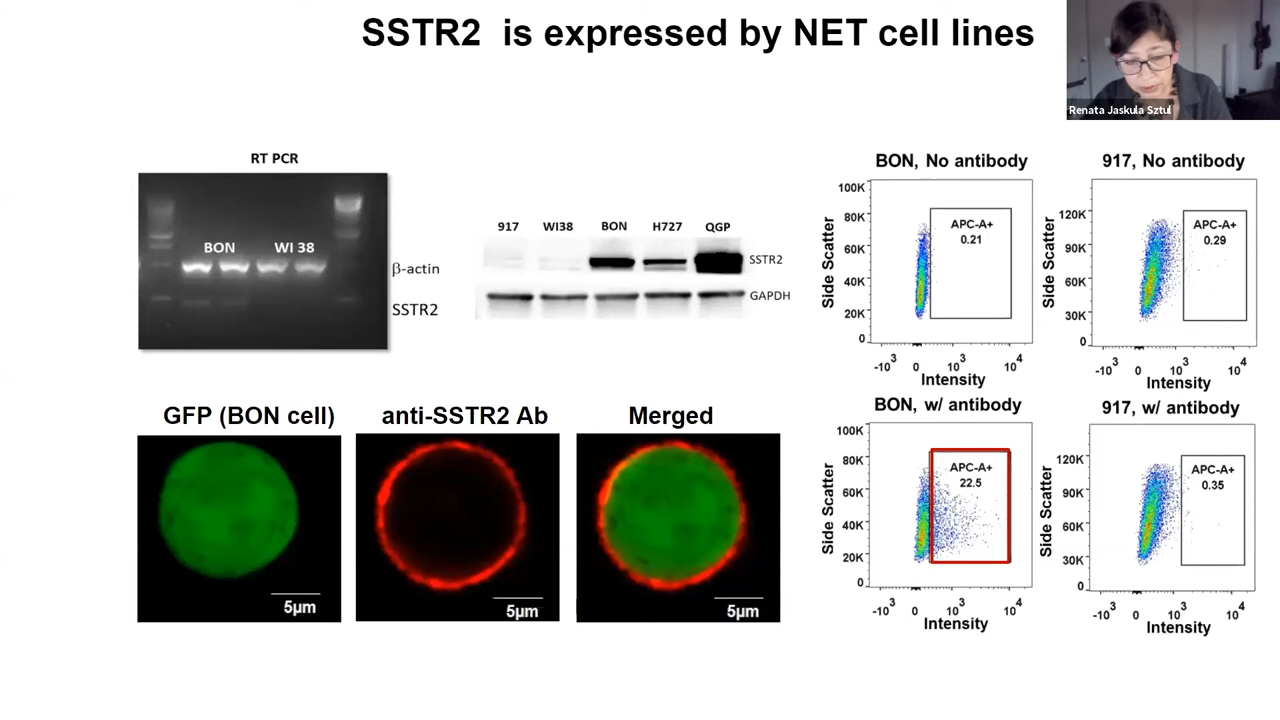 SSTR2 is expressed by NET cell lines
Renata Jaskula Sztul
RT PCR
BON
WI 38
β-actin
SSTR2
917 WI38 BON H727 QGP
SSTR2
GAPDH
GFP (BON cell)
5µm
anti-SSTR2 Ab
5µm
Merged
5µm
BON, No antibody
Side Scatter
100K
80K
60K
40K
20K
0
APC-A+
0.21
-10³ 0 10³ 10⁴
Intensity
917, No antibody
Side Scatter
120K
90K
60K
30K
0
APC-A+
0.29
-10³ 0 10³ 10⁴
Intensity
BON, w/ antibody
Side Scatter
100K
80K
60K
40K
20K
0
APC-A+
22.5
-10³ 0 10³ 10⁴
Intensity
917, w/ antibody
Side Scatter
120K
90K
60K
30K
0
APC-A+
0.35
-10³ 0 10³ 10⁴
Intensity